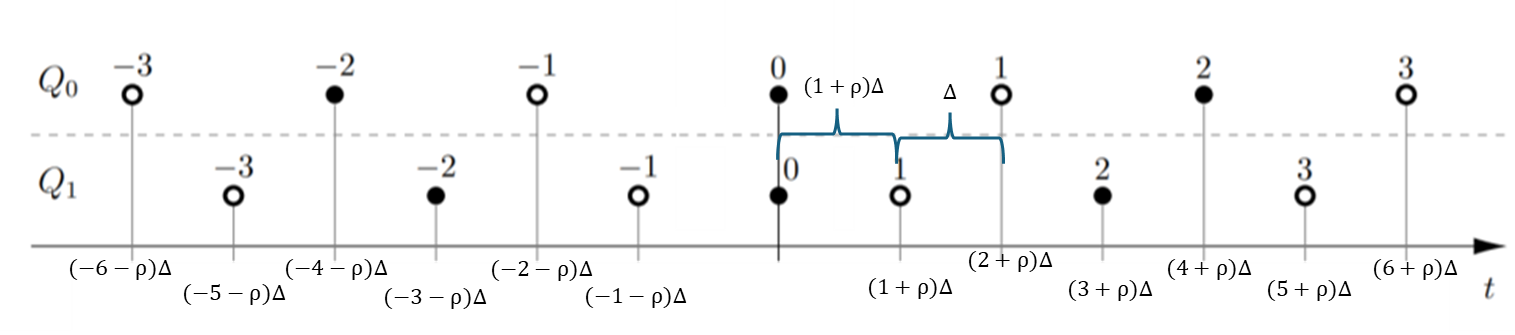 Q₀ −3 −2 −1 0 (1 + ρ)Δ Δ 1 2 3
Q₁ −3 −2 −1 0 1 2 3
(−6 − ρ)Δ (−5 − ρ)Δ (−4 − ρ)Δ (−3 − ρ)Δ (−2 − ρ)Δ (−1 − ρ)Δ (1 + ρ)Δ (2 + ρ)Δ (3 + ρ)Δ (4 + ρ)Δ (5 + ρ)Δ (6 + ρ)Δ t